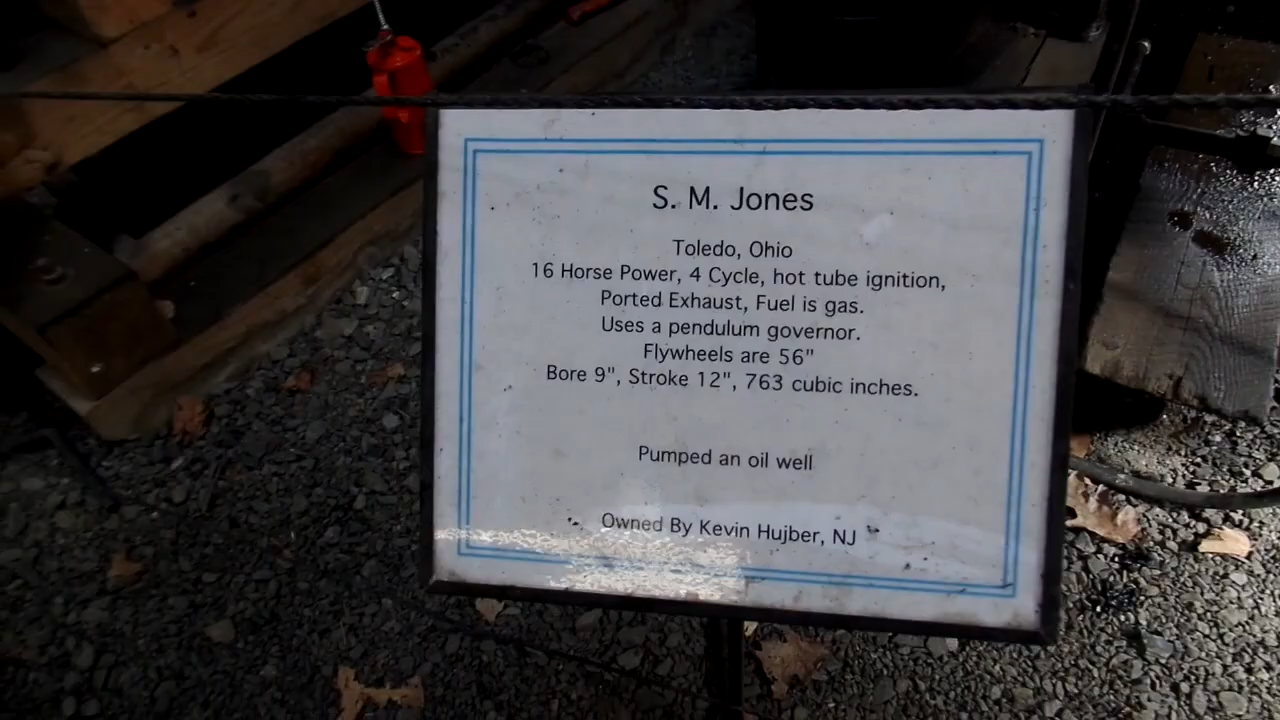 S. M. Jones
Toledo, Ohio
16 Horse Power, 4 Cycle, hot tube ignition,
Ported Exhaust, Fuel is gas.
Uses a pendulum governor.
Flywheels are 56"
Bore 9", Stroke 12", 763 cubic inches.
Pumped an oil well
Owned By Kevin Hujber, NJ